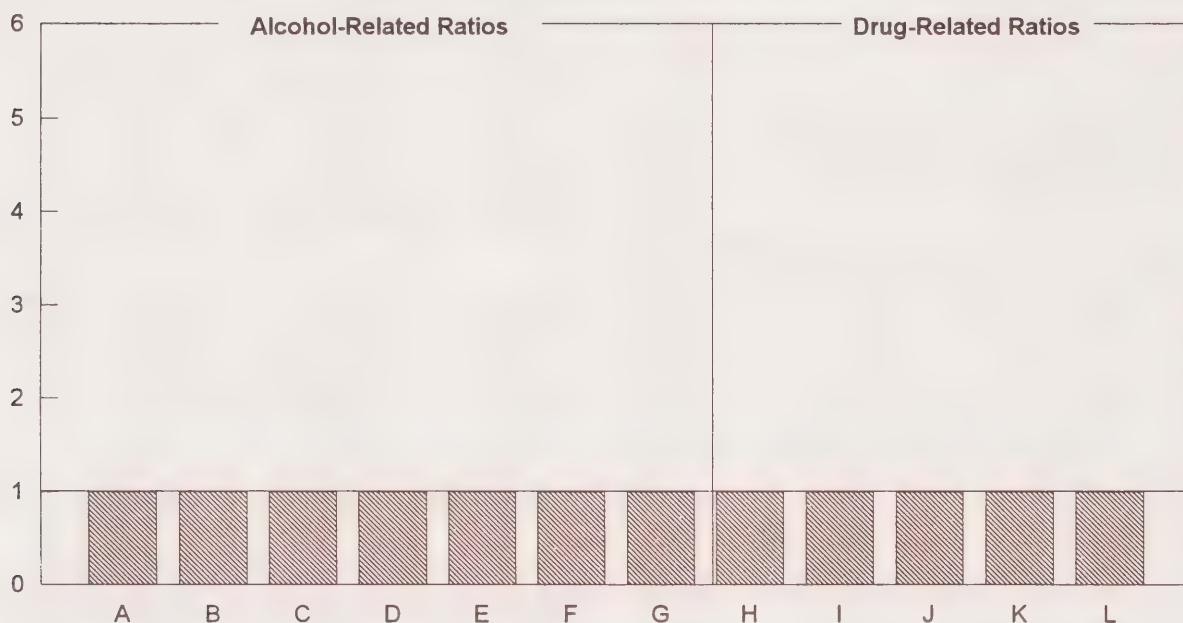 6
Alcohol-Related Ratios
Drug-Related Ratios
5
4
3
2
1
0
A B C D E F G H I J K L